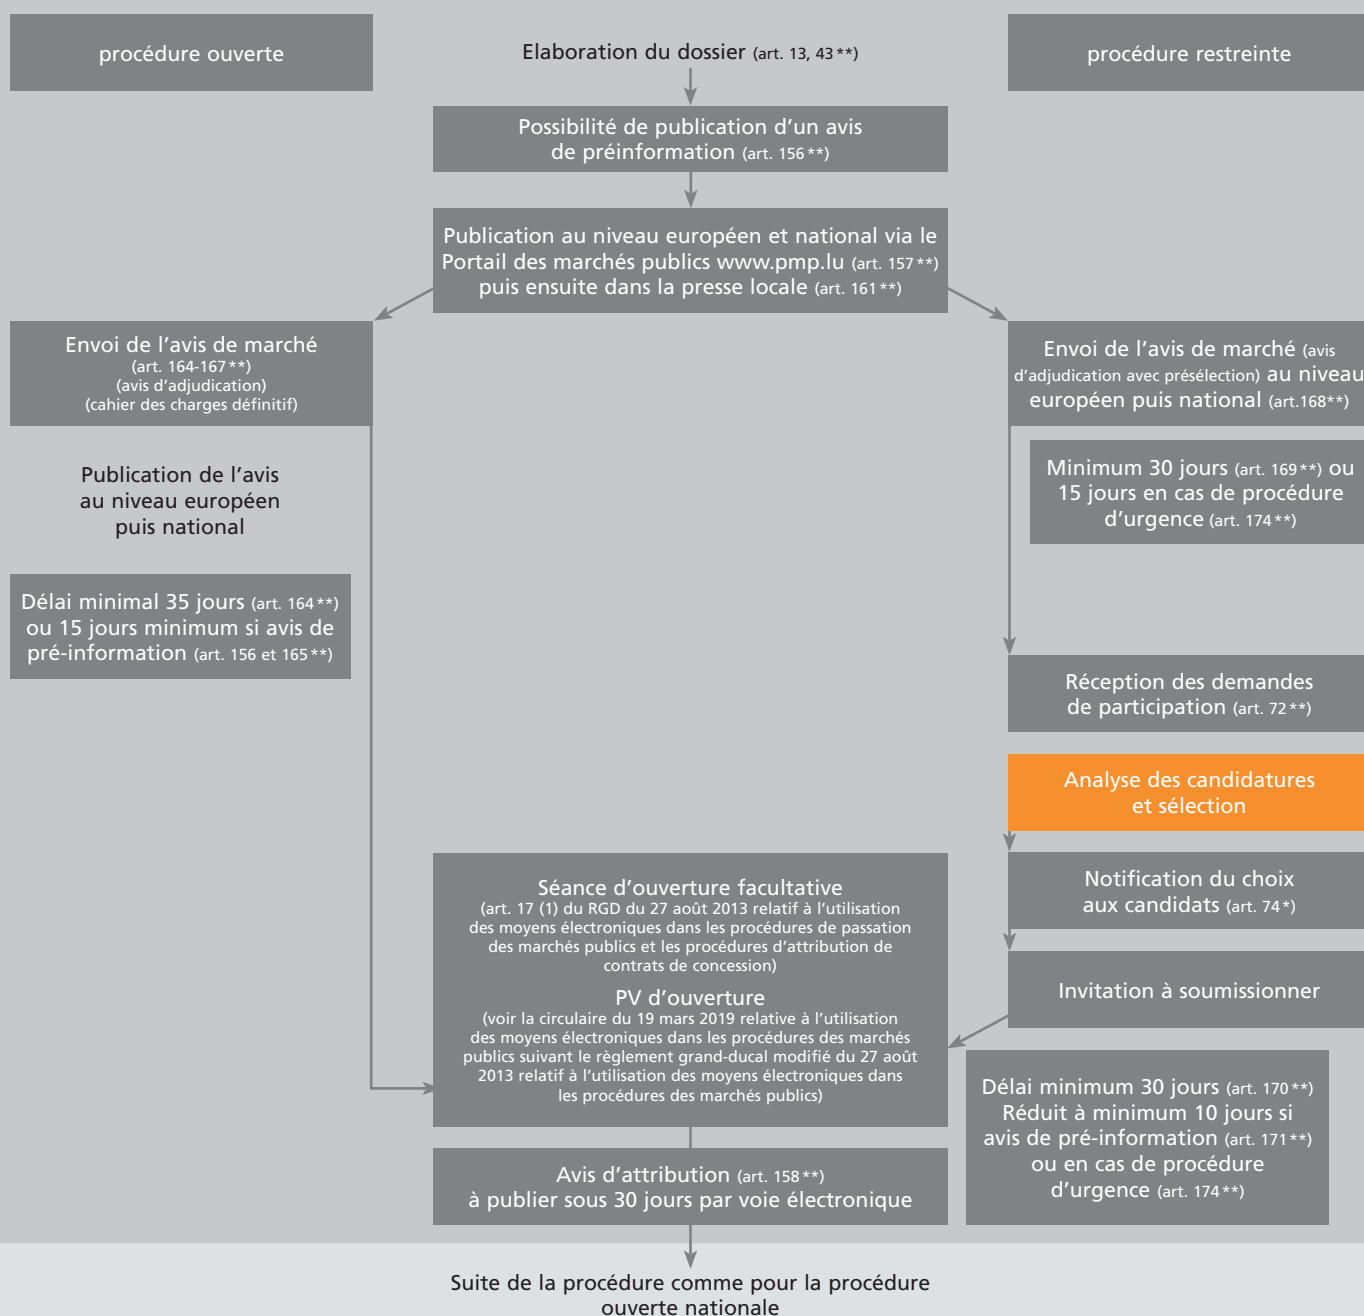 procédure ouverte
Elaboration du dossier (art. 13, 43**)
procédure restreinte
Possibilité de publication d'un avis
de préinformation (art. 156**)
Publication au niveau européen et national via le
Portail des marchés publics www.pmp.lu (art. 157**)
puis ensuite dans la presse locale (art. 161**)
Envoi de l'avis de marché
(art. 164-167**)
(avis d'adjudication)
(cahier des charges définitif)
Publication de l'avis
au niveau européen
puis national
Délai minimal 35 jours (art. 164**)
ou 15 jours minimum si avis de
pré-information (art. 156 et 165**)
Envoi de l'avis de marché (avis
d'adjudication avec présélection) au niveau
européen puis national (art.168**)
Minimum 30 jours (art. 169**) ou
15 jours en cas de procédure
d'urgence (art. 174**)
Réception des demandes
de participation (art. 72**)
Analyse des candidatures
et sélection
Notification du choix
aux candidats (art. 74*)
Invitation à soumissionner
Délai minimum 30 jours (art. 170**)
Réduit à minimum 10 jours si
avis de pré-information (art. 171**)
ou en cas de procédure
d'urgence (art. 174**)
Séance d'ouverture facultative
(art. 17 (1) du RGD du 27 août 2013 relatif à l'utilisation
des moyens électroniques dans les procédures de passation
des marchés publics et les procédures d'attribution de
contrats de concession)
PV d'ouverture
(voir la circulaire du 19 mars 2019 relative à l'utilisation
des moyens électroniques dans les procédures des marchés
publics suivant le règlement grand-ducal modifié du 27 août
2013 relatif à l'utilisation des moyens électroniques dans
les procédures des marchés publics)
Avis d'attribution (art. 158**)
à publier sous 30 jours par voie électronique
Suite de la procédure comme pour la procédure
ouverte nationale